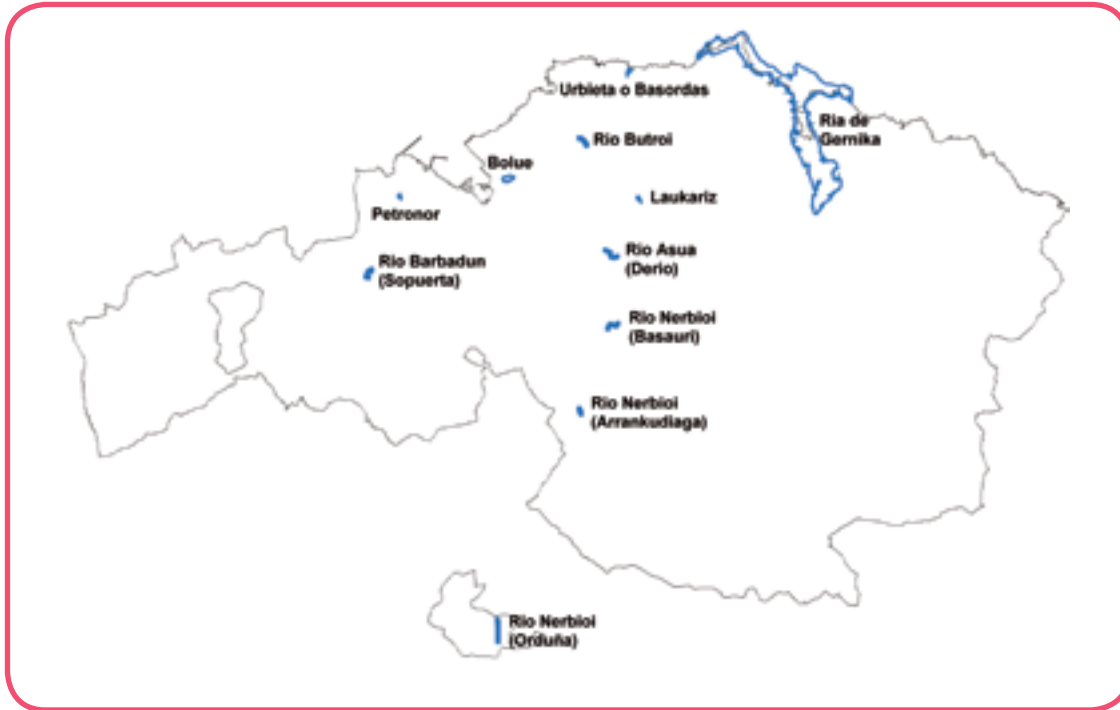 Urbieta o Basordas
Ria de
Gernika
Rio Butroi
Bolue
Petronor
Laukariz
Rio Barbadun
(Sopuerta)
Rio Asua
(Derio)
Rio Nerbioi
(Basauri)
Rio Nerbioi
(Arrankudiaga)
Rio Nerbioi
(Orduña)